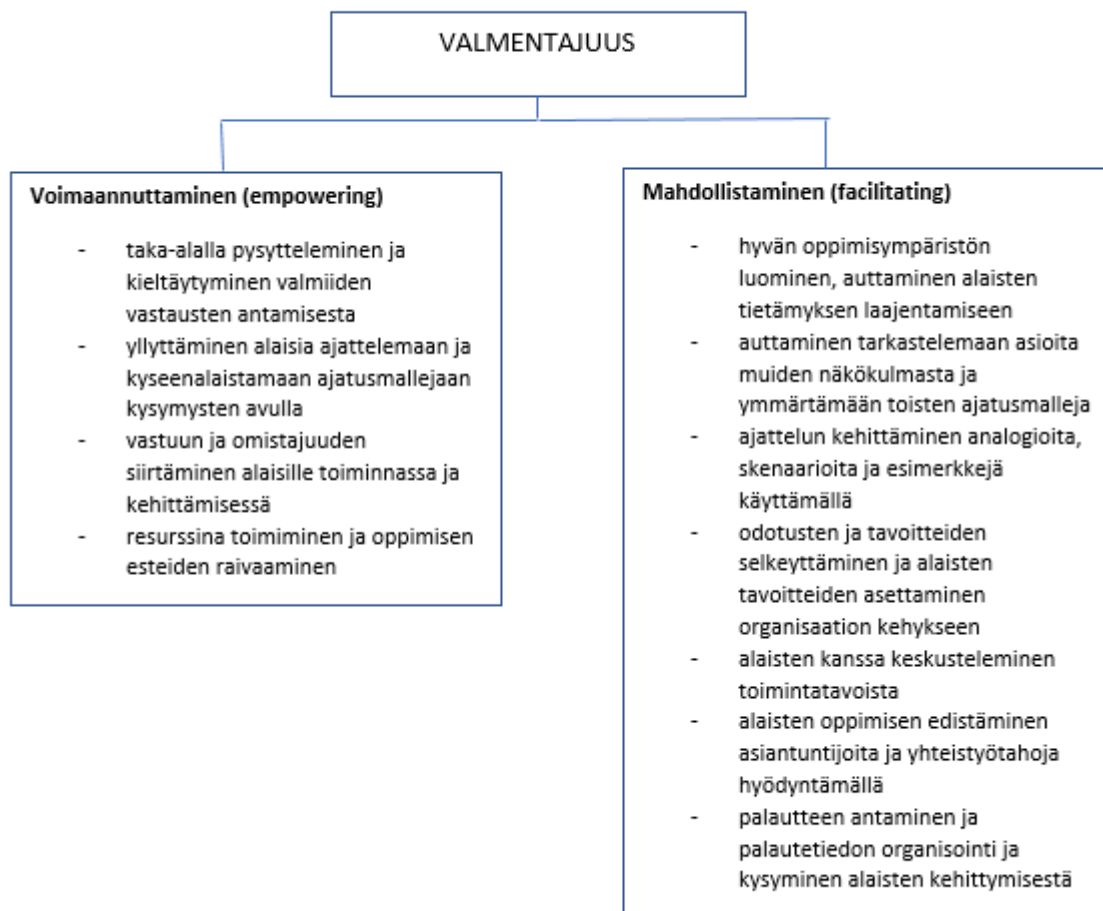 VALMENTAJUUS
Voimaannuttaminen (empowering)
- taka-alalla pysytteleminen ja
kieltäytyminen valmiiden
vastausten antamisesta
- yllyttäminen alaisia ajattelemaan ja
kyseenalaistamaan ajatusmallejaan
kysymysten avulla
- vastuun ja omistajuuden
siirtäminen alaisille toiminnassa ja
kehittämisessä
- resurssina toimiminen ja oppimisen
esteiden raivaaminen
Mahdollistaminen (facilitating)
- hyvän oppimisympäristön
luominen, auttaminen alaisten
tietämyksen laajentamiseen
- auttaminen tarkastelemaan asioita
muiden näkökulmasta ja
ymmärtämään toisten ajatusmalleja
- ajattelun kehittäminen analogioita,
skenaarioita ja esimerkkejä
käyttämällä
- odotusten ja tavoitteiden
selkeyttäminen ja alaisten
tavoitteiden asettaminen
organisaation kehykseen
- alaisten kanssa keskusteleminen
toimintatavoista
- alaisten oppimisen edistäminen
asiantuntijoita ja yhteistyötahoja
hyödyntämällä
- palautteen antaminen ja
palautetiedon organisointi ja
kysyminen alaisten kehittymisestä